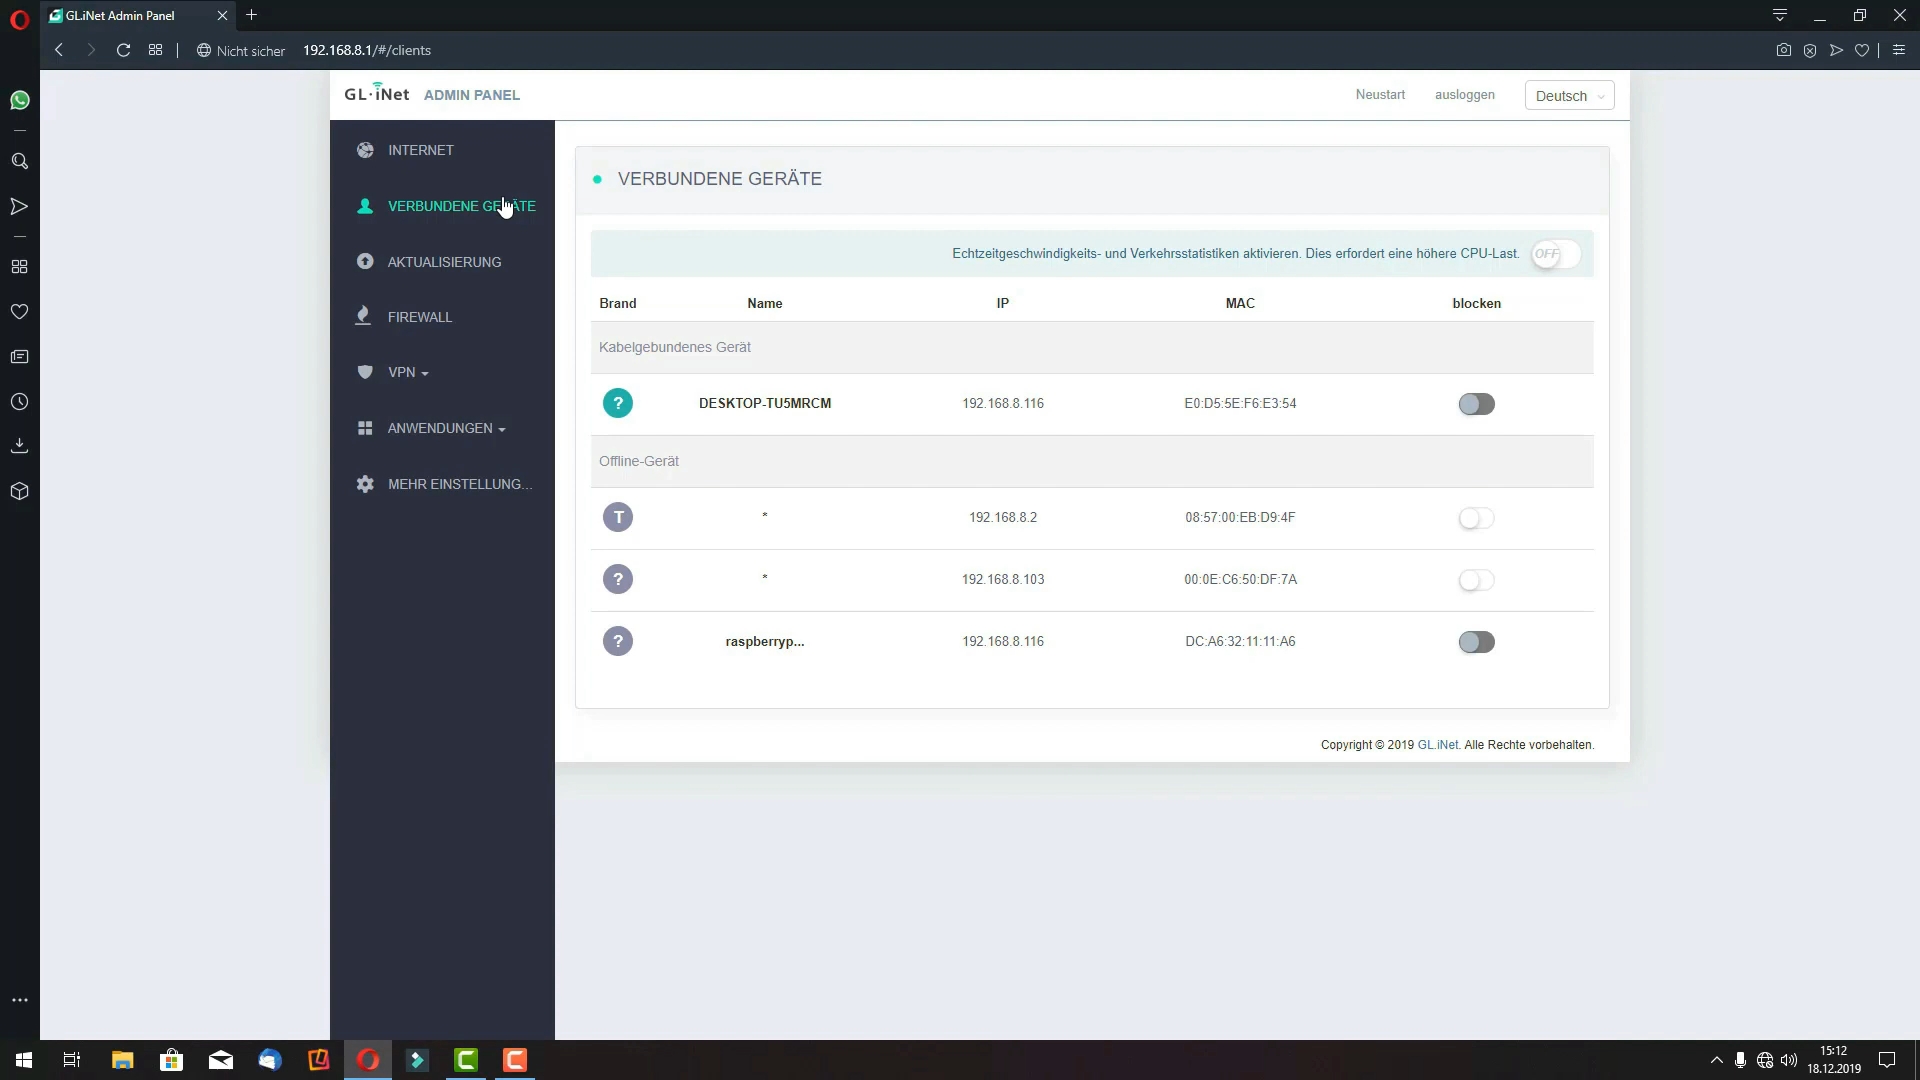 GL.iNet Admin Panel
Nicht sicher 192.168.8.1/#/clients
GL·iNet ADMIN PANEL
Neustart ausloggen Deutsch
INTERNET
VERBUNDENE GERÄTE
AKTUALISIERUNG
FIREWALL
VPN
ANWENDUNGEN
MEHR EINSTELLUNG...
VERBUNDENE GERÄTE
Echtzeitgeschwindigkeits- und Verkehrsstatistiken aktivieren. Dies erfordert eine höhere CPU-Last. OFF
Brand Name IP MAC blocken
Kabelgebundenes Gerät
? DESKTOP-TU5MRCM 192.168.8.116 E0:D5:5E:F6:E3:54
Offline-Gerät
T * 192.168.8.2 08:57:00:EB:D9:4F
? * 192.168.8.103 00:0E:C6:50:DF:7A
? raspberryp... 192.168.8.116 DC:A6:32:11:11:A6
Copyright © 2019 GL.iNet. Alle Rechte vorbehalten.
15:12
18.12.2019